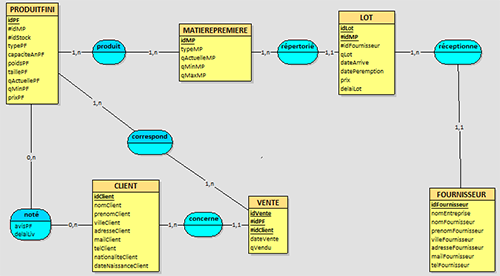 PRODUITFINI
idPF
#idMP
#idStock
typePF
capaciteAnPF
poidsPF
taillePF
qActuellePF
qMinPF
qMaxPF
prixPF
1,n
produit
1,n
MATIEREPREMIERE
idMP
typeMP
qActuelleMP
qMinMP
qMaxMP
1,n
répertorié
1,1
LOT
idLot
#idMP
#idFournisseur
qLot
dateArrive
datePeremption
prix
delaiLot
1,n
réceptionne
1,1
1,n
correspond
1,n
0,n
noté
avisPF
delaiLiv
0,n
CLIENT
idClient
nomClient
prenomClient
villeClient
adresseClient
mailClient
telClient
nationaliteClient
dateNaissanceClient
1,n
concerne
1,1
VENTE
idVente
#idPF
#idClient
dateVente
qVendu
FOURNISSEUR
idFournisseur
nomEntreprise
nomFournisseur
prenomFournisseur
villeFournisseur
adresseFournisseur
mailFournisseur
telFournisseur